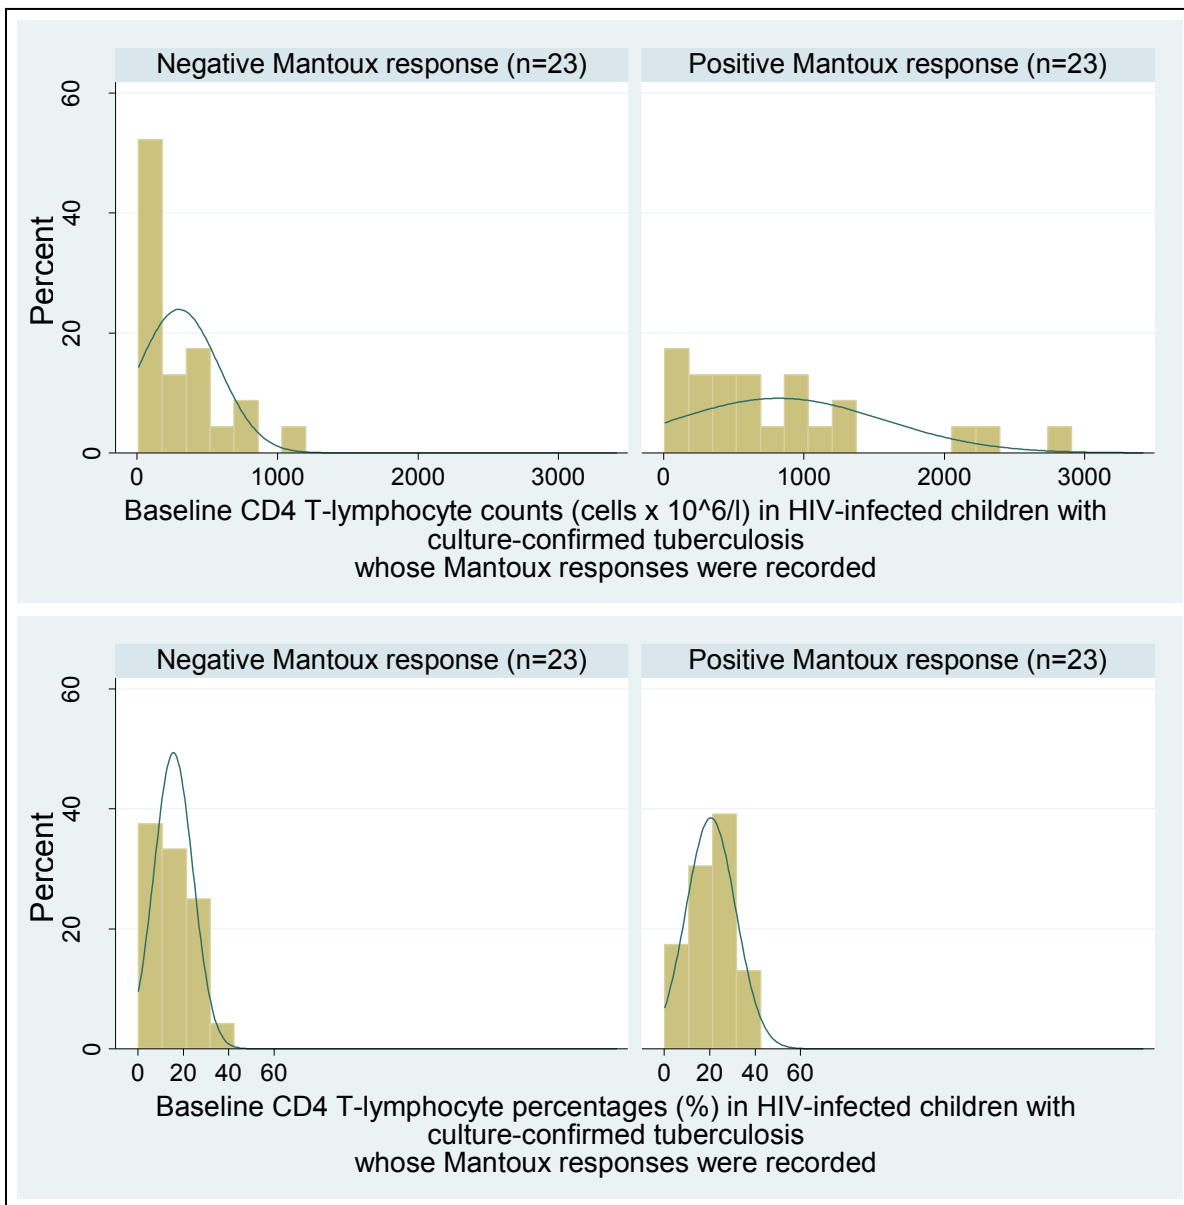 Negative Mantoux response (n=23)
Positive Mantoux response (n=23)
Percent
60
40
20
0
0 1000 2000 3000
0 1000 2000 3000
Baseline CD4 T-lymphocyte counts (cells x 10^6/l) in HIV-infected children with
culture-confirmed tuberculosis
whose Mantoux responses were recorded
Negative Mantoux response (n=23)
Positive Mantoux response (n=23)
Percent
60
40
20
0
0 20 40 60
0 20 40 60
Baseline CD4 T-lymphocyte percentages (%) in HIV-infected children with
culture-confirmed tuberculosis
whose Mantoux responses were recorded